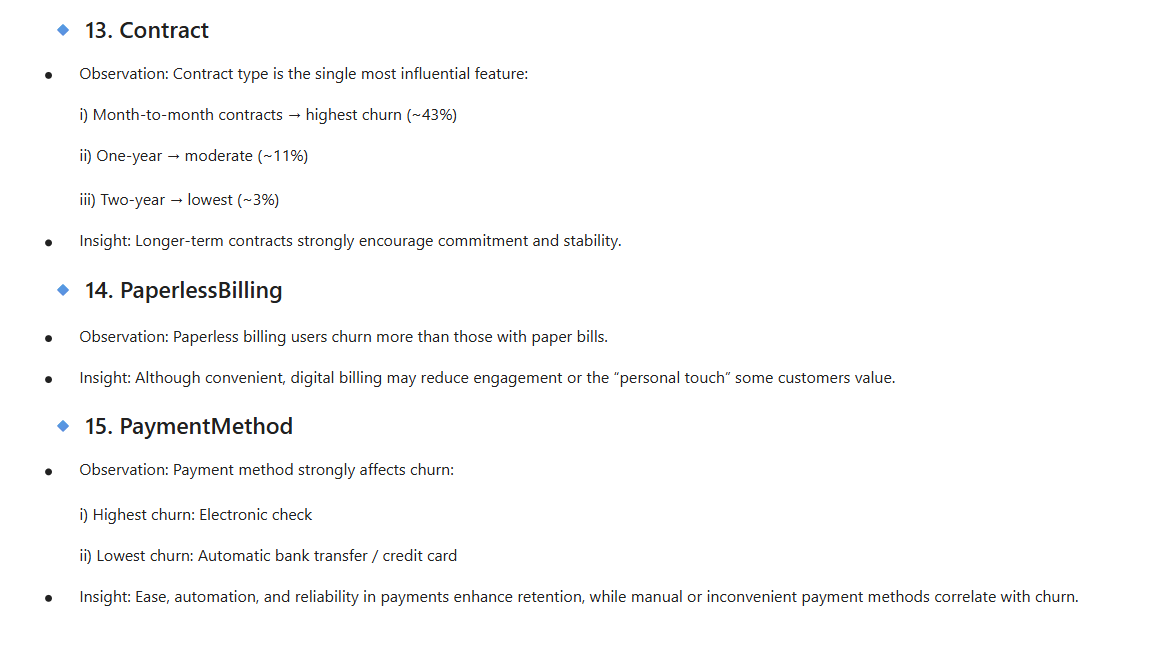 13. Contract
Observation: Contract type is the single most influential feature:
i) Month-to-month contracts → highest churn (~43%)
ii) One-year → moderate (~11%)
iii) Two-year → lowest (~3%)
Insight: Longer-term contracts strongly encourage commitment and stability.
14. PaperlessBilling
Observation: Paperless billing users churn more than those with paper bills.
Insight: Although convenient, digital billing may reduce engagement or the “personal touch” some customers value.
15. PaymentMethod
Observation: Payment method strongly affects churn:
i) Highest churn: Electronic check
ii) Lowest churn: Automatic bank transfer / credit card
Insight: Ease, automation, and reliability in payments enhance retention, while manual or inconvenient payment methods correlate with churn.